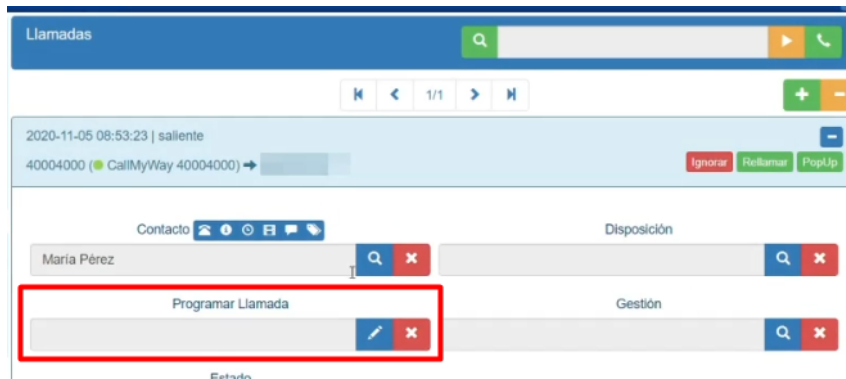 Llamadas
1/1
2020-11-05 08:53:23 | saliente
40004000 (CallMyWay 40004000)
Ignorar Rellamar PopUp
Contacto Disposición
María Pérez
Programar Llamada Gestión
Estado